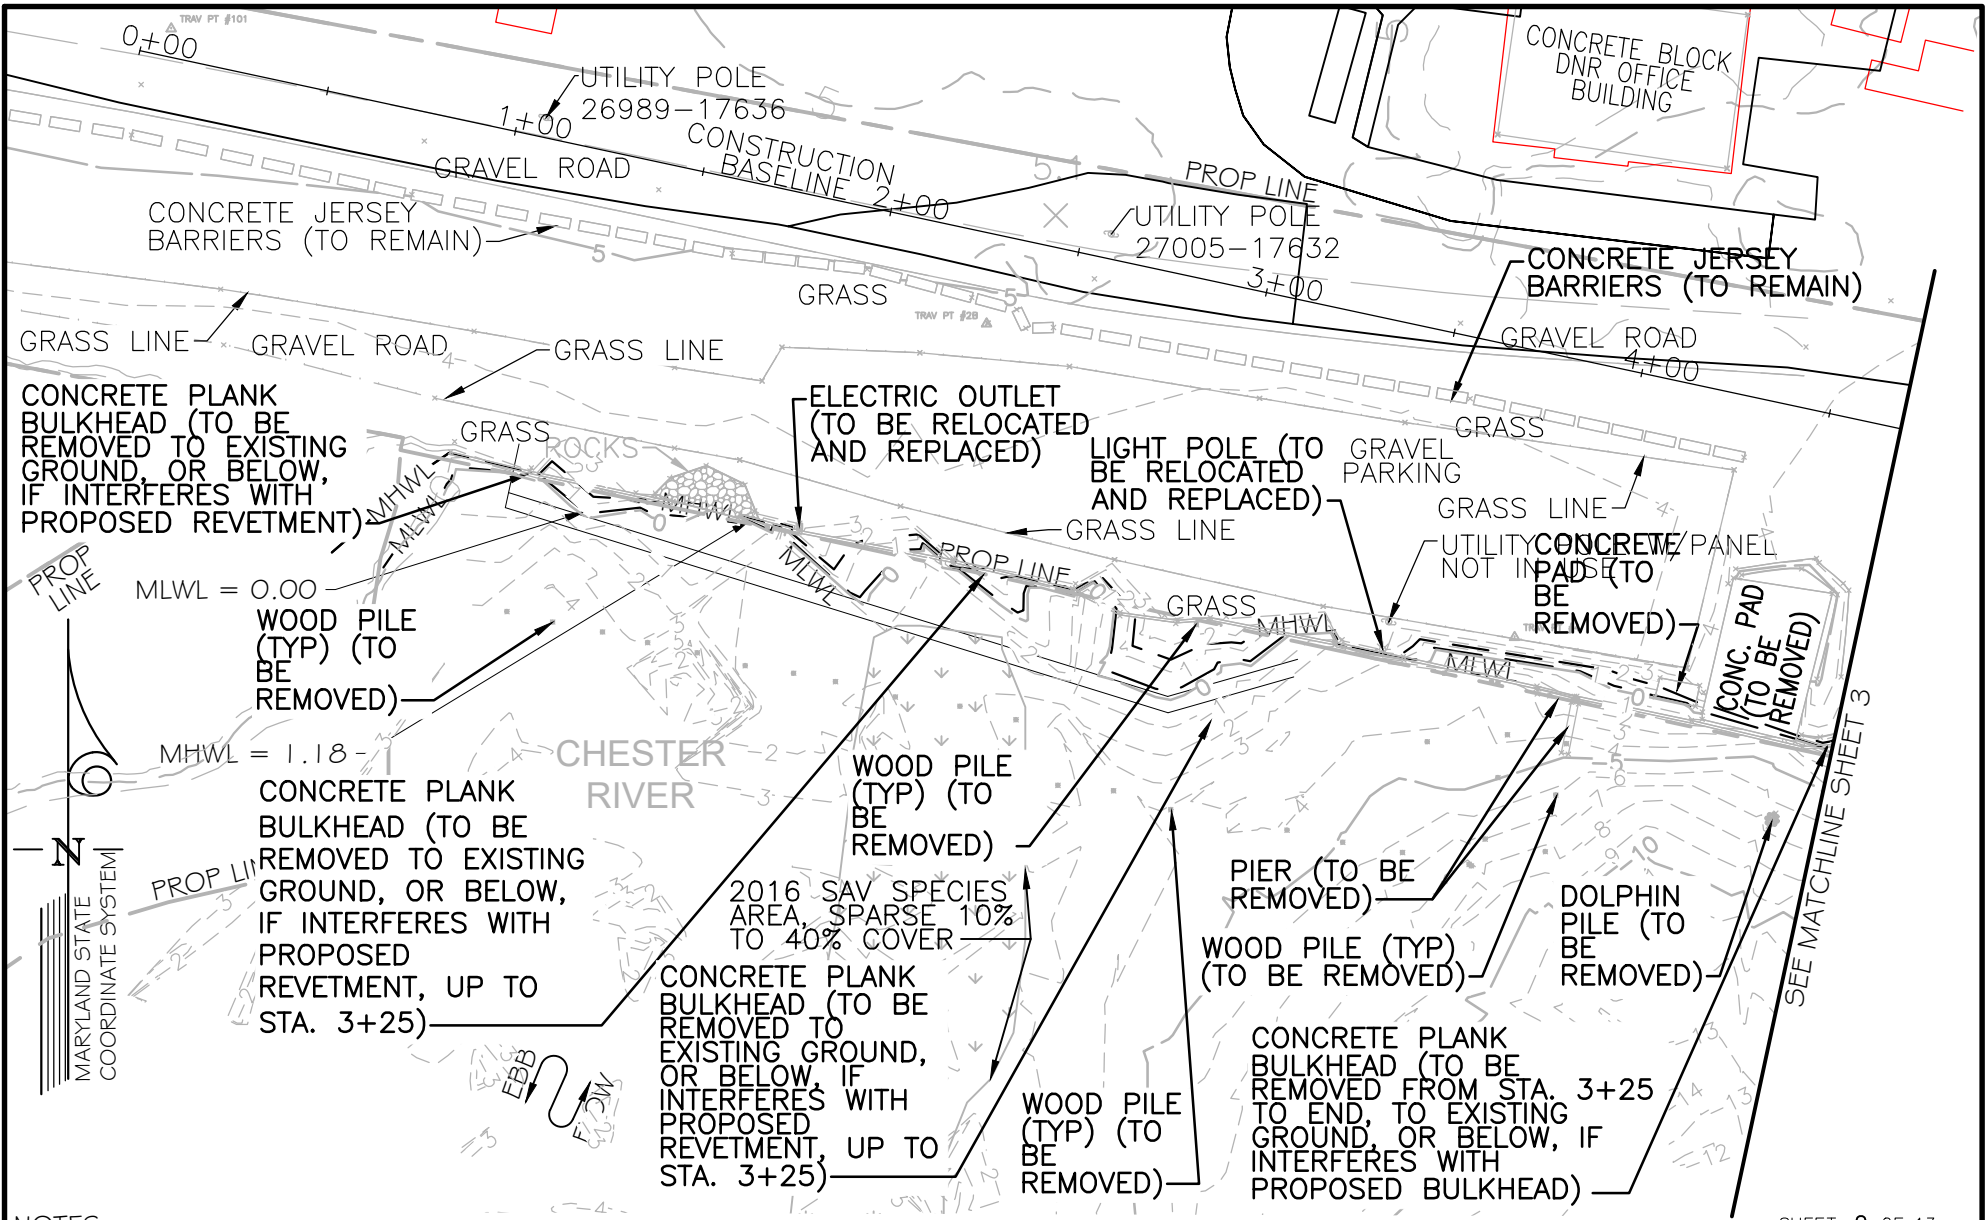 TRAV PT #101
0+00
UTILITY POLE
26989-17636
1+00
CONSTRUCTION
BASELINE
2+00
GRAVEL ROAD
5.1
PROP LINE
CONCRETE BLOCK
DNR OFFICE
BUILDING
CONCRETE JERSEY
BARRIERS (TO REMAIN)
5
UTILITY POLE
27005-17632
3+00
CONCRETE JERSEY
BARRIERS (TO REMAIN)
GRASS
5
TRAV PT #2B
GRASS LINE
GRAVEL ROAD
4
GRASS LINE
GRAVEL ROAD
4+00
CONCRETE PLANK
BULKHEAD (TO BE
REMOVED TO EXISTING
GROUND, OR BELOW,
IF INTERFERES WITH
PROPOSED REVETMENT)
GRASS
ROCKS
ELECTRIC OUTLET
(TO BE RELOCATED
AND REPLACED)
LIGHT POLE (TO
BE RELOCATED
AND REPLACED)
GRAVEL
PARKING
GRASS
GRASS LINE
GRASS LINE
MHWL
MLWL
MHWL
0
MLWL
PROP LINE
UTILITY
W/PANEL
NOT IN USE
CONCRETE
PAD (TO
BE
REMOVED)
PROP
LINE
MLWL = 0.00
GRASS
MHWL
MLWL
CONC. PAD
(TO BE
REMOVED)
WOOD PILE
(TYP) (TO
BE
REMOVED)
MHWL = 1.18
CHESTER
RIVER
WOOD PILE
(TYP) (TO
BE
REMOVED)
SEE MATCHLINE SHEET 3
CONCRETE PLANK
BULKHEAD (TO BE
REMOVED TO EXISTING
GROUND, OR BELOW,
IF INTERFERES WITH
PROPOSED
REVETMENT, UP TO
STA. 3+25)
N
MARYLAND STATE
COORDINATE SYSTEM
PROP LIN
2016 SAV SPECIES
AREA, SPARSE 10%
TO 40% COVER
PIER (TO BE
REMOVED)
WOOD PILE (TYP)
(TO BE REMOVED)
DOLPHIN
PILE (TO
BE
REMOVED)
CONCRETE PLANK
BULKHEAD (TO BE
REMOVED TO
EXISTING GROUND,
OR BELOW, IF
INTERFERES WITH
PROPOSED
REVETMENT, UP TO
STA. 3+25)
EBB
FLOW
WOOD PILE
(TYP) (TO
BE
REMOVED)
CONCRETE PLANK
BULKHEAD (TO BE
REMOVED FROM STA. 3+25
TO END, TO EXISTING
GROUND, OR BELOW, IF
INTERFERES WITH
PROPOSED BULKHEAD)